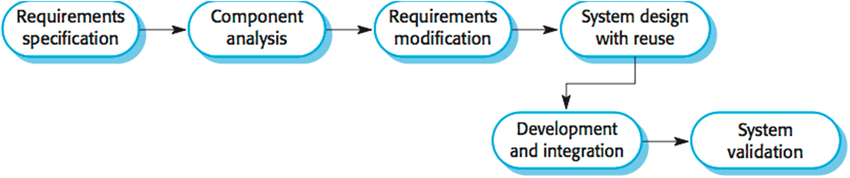 Requirements
specification
Component
analysis
Requirements
modification
System design
with reuse
Development
and integration
System
validation